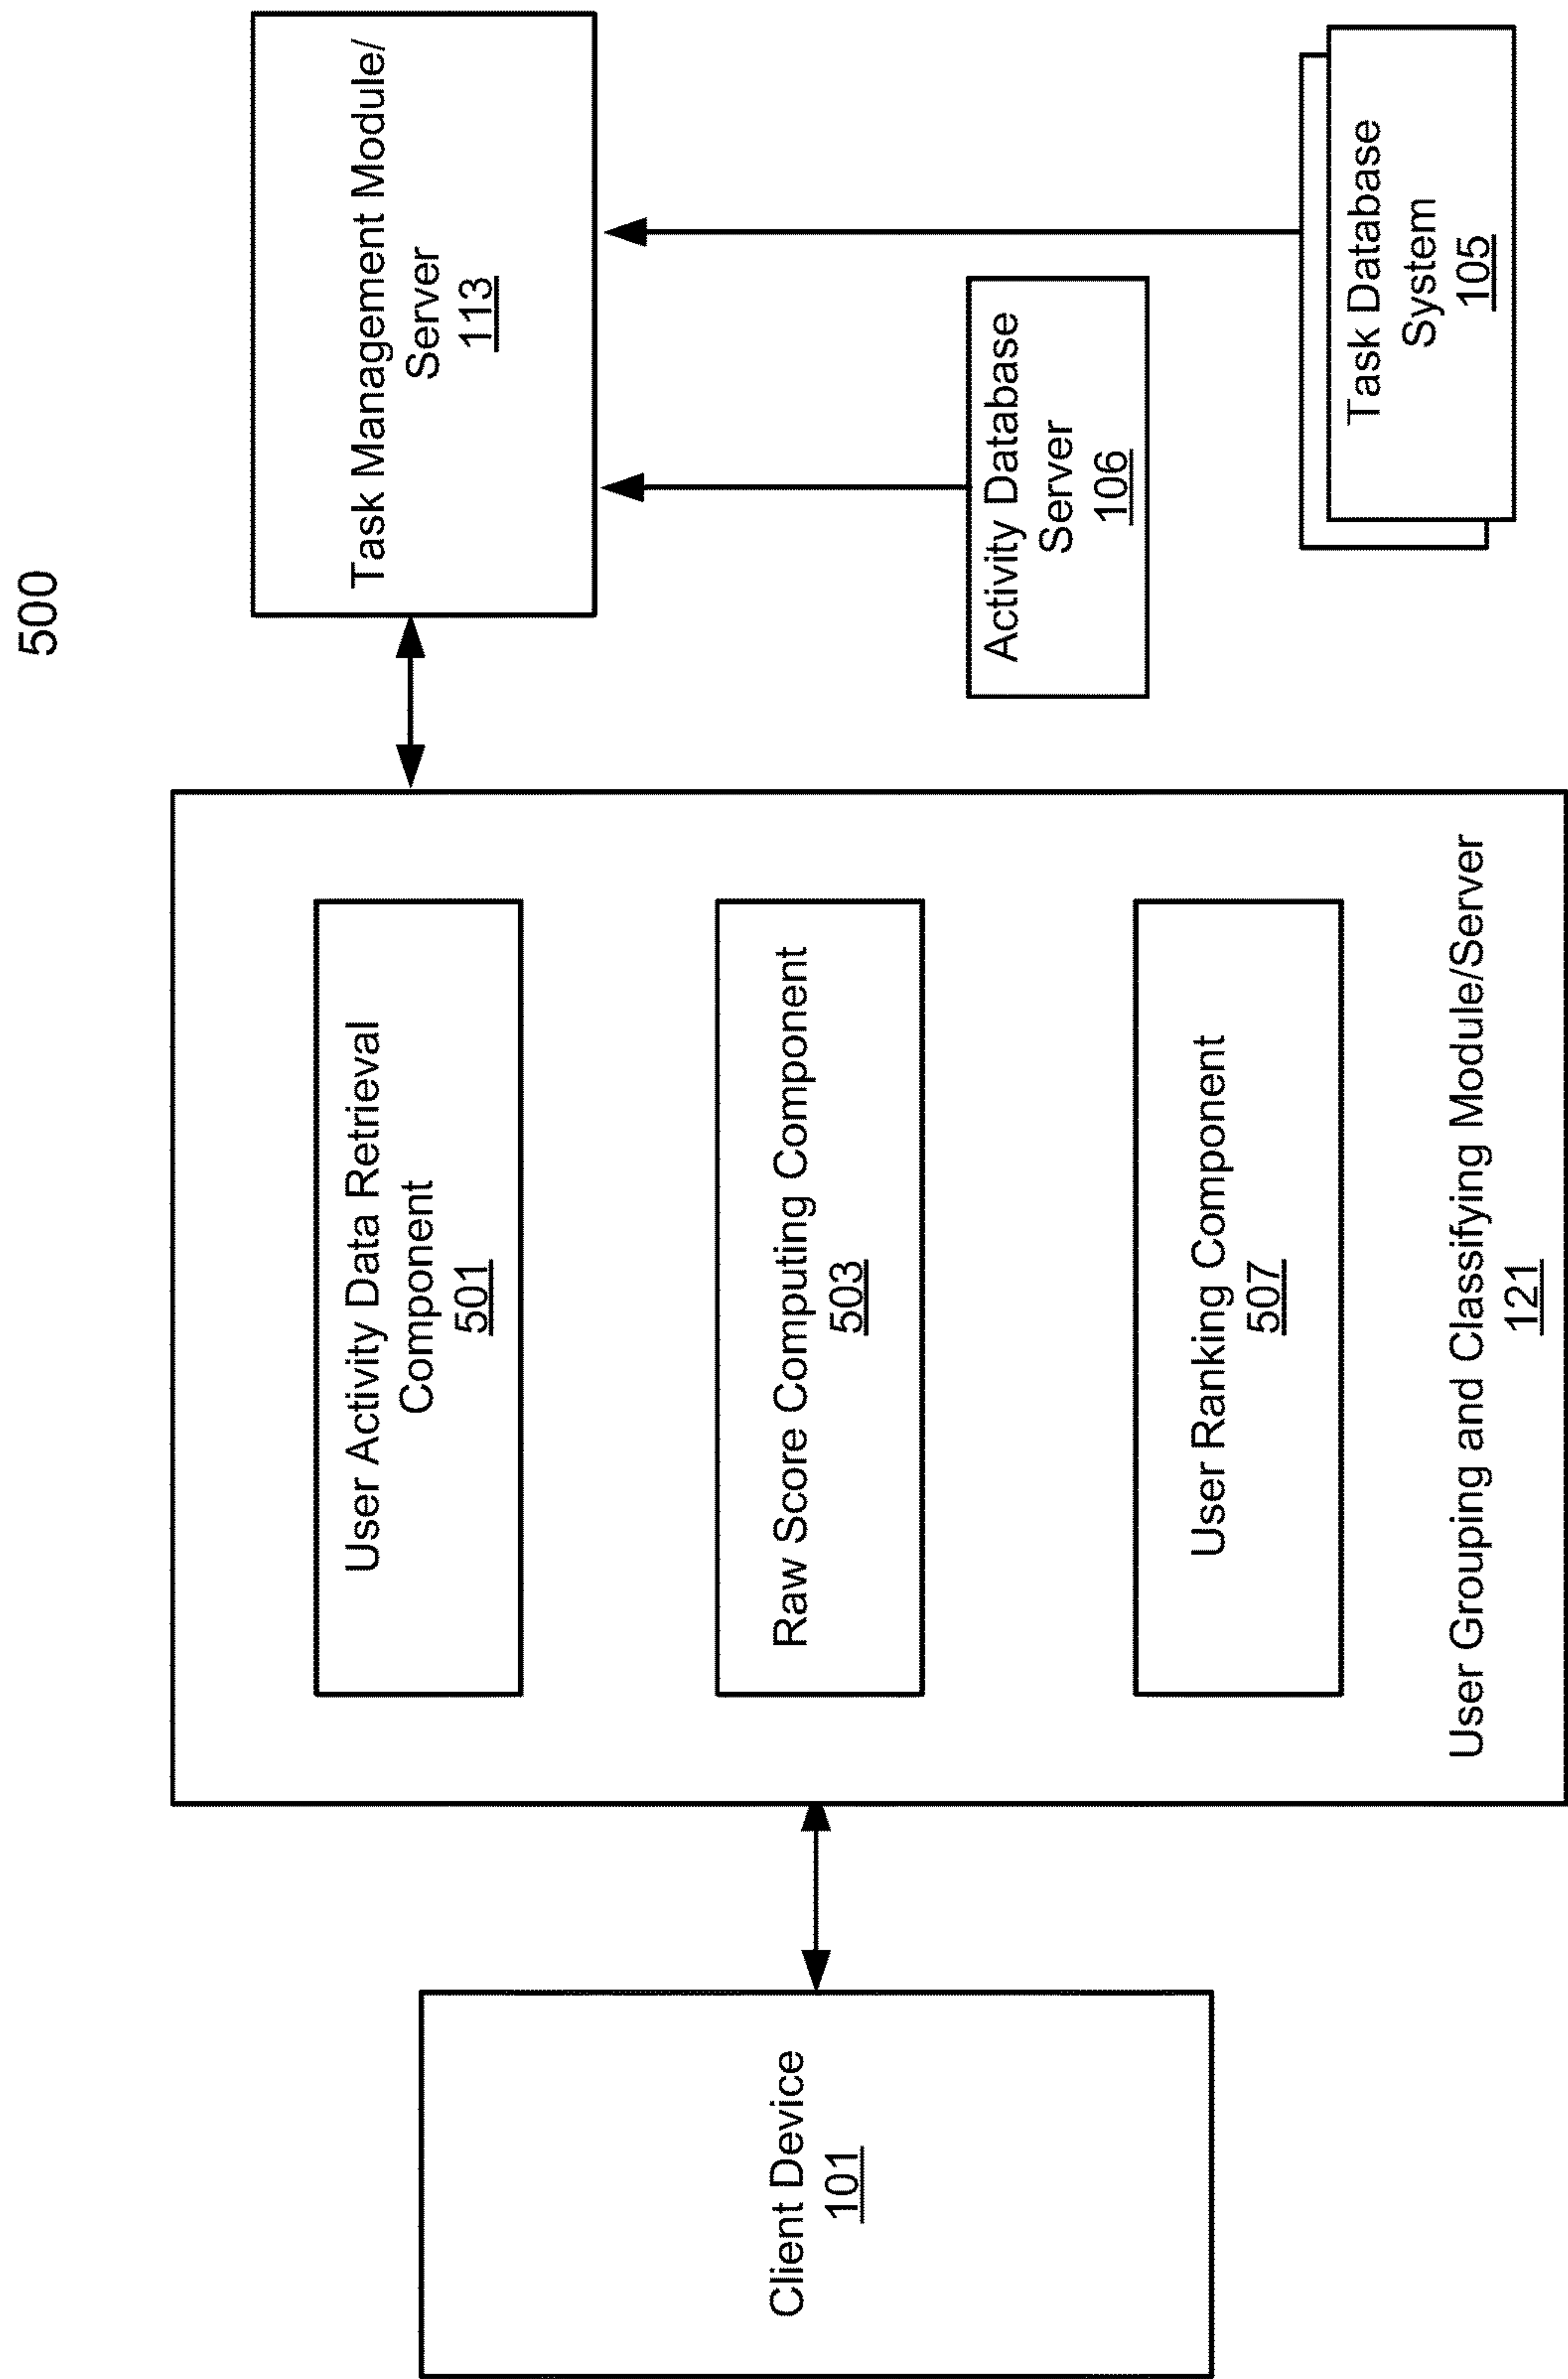 500
Client Device
101
User Activity Data Retrieval
Component
501
Raw Score Computing Component
503
User Ranking Component
507
User Grouping and Classifying Module/Server
121
Task Management Module/
Server
113
Activity Database
Server
106
Task Database
System
105